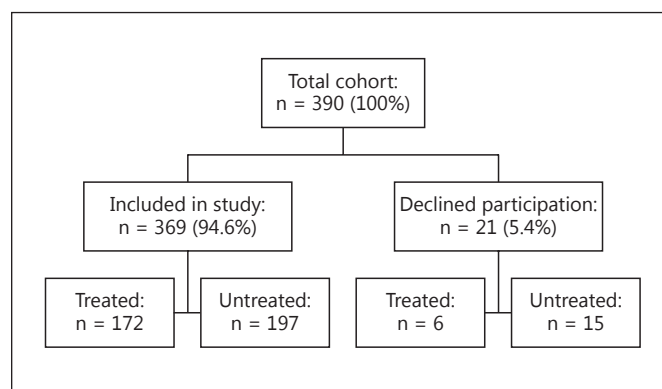 Total cohort:
n = 390 (100%)
Included in study:
n = 369 (94.6%)
Declined participation:
n = 21 (5.4%)
Treated:
n = 172
Untreated:
n = 197
Treated:
n = 6
Untreated:
n = 15